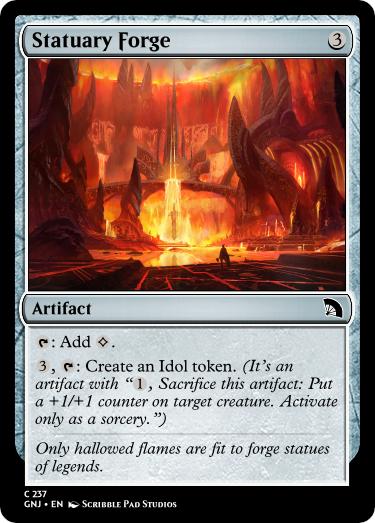 Statuary Forge 3
Artifact
: Add .
3, : Create an Idol token. (It's an
artifact with “1, Sacrifice this artifact: Put
a +1/+1 counter on target creature. Activate
only as a sorcery.”)
Only hallowed flames are fit to forge statues
of legends.
C 237
GNJ • EN Scribble Pad Studios